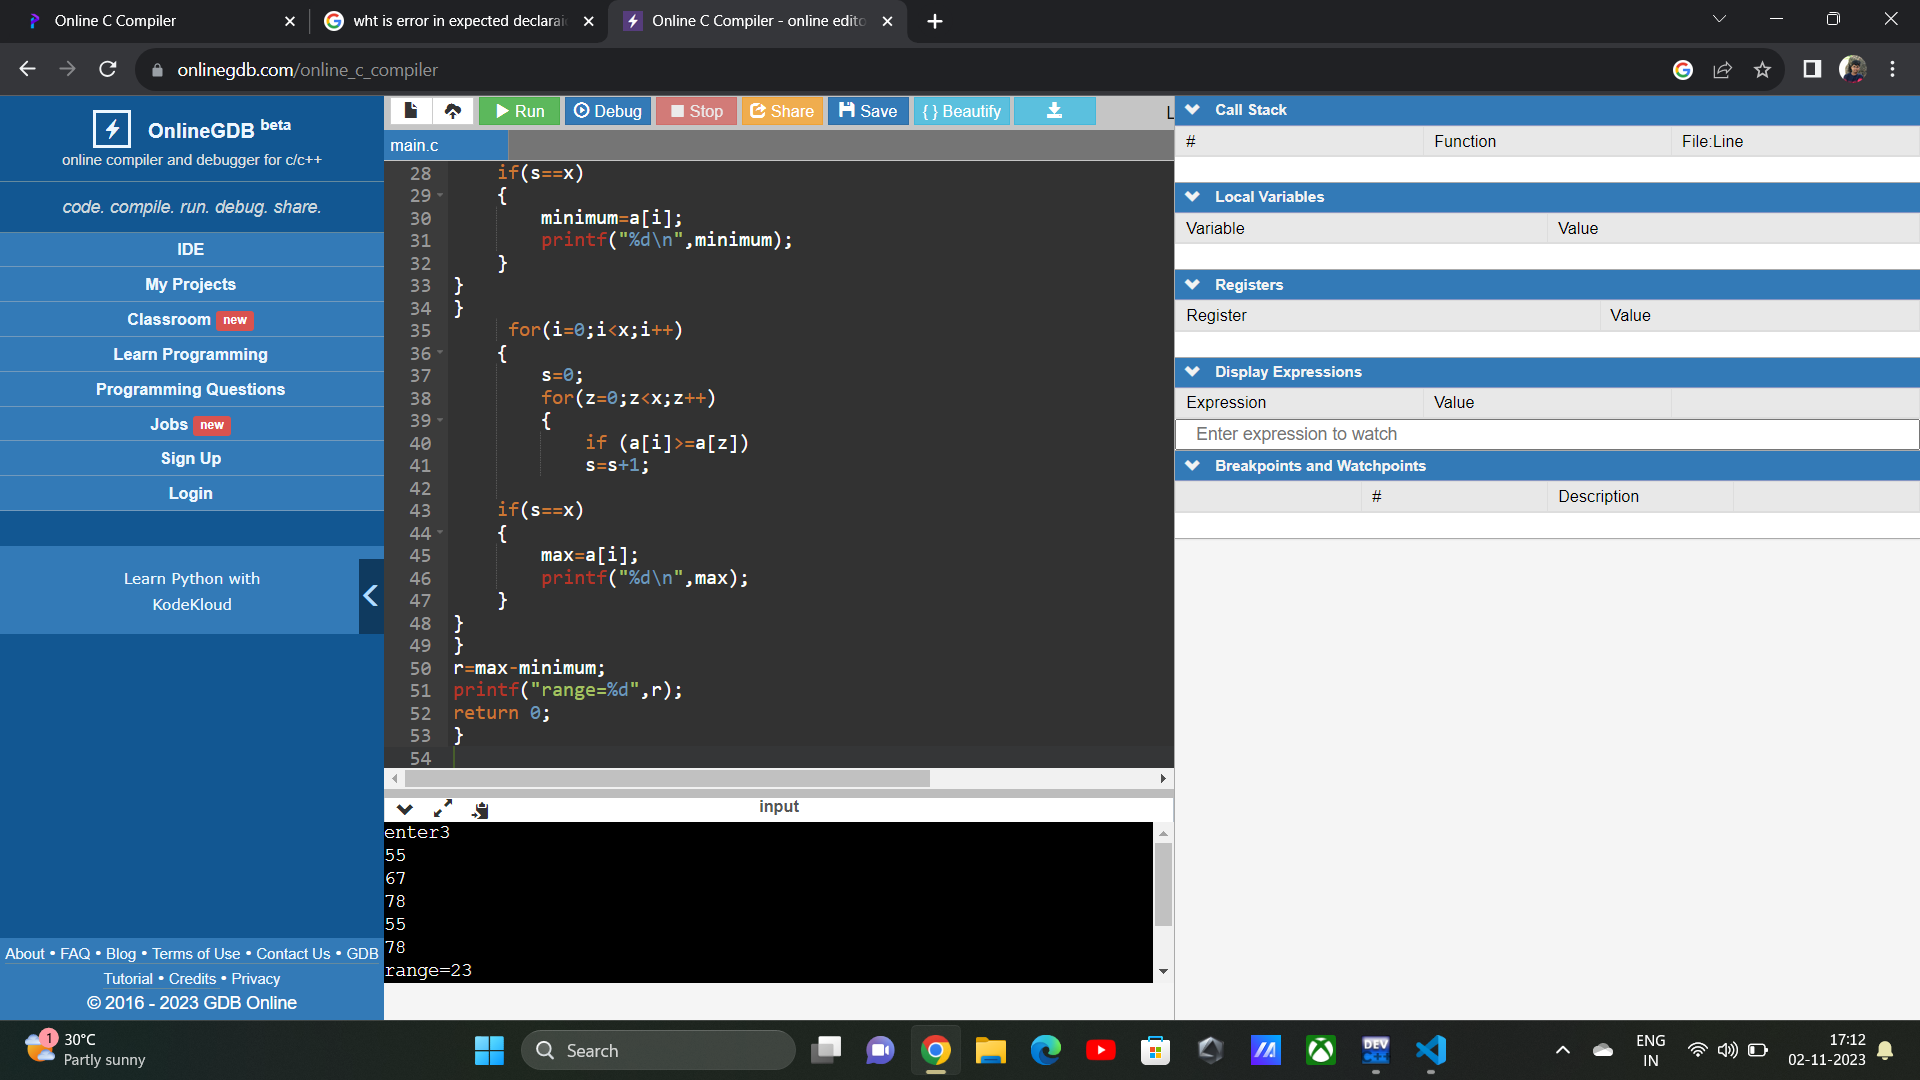 Online C Compiler
wht is error in expected declarai
Online C Compiler - online edito
onlinegdb.com/online_c_compiler
OnlineGDB beta
online compiler and debugger for c/c++
code. compile. run. debug. share.
IDE
My Projects
Classroom new
Learn Programming
Programming Questions
Jobs new
Sign Up
Login
Learn Python with
KodeKloud
About • FAQ • Blog • Terms of Use • Contact Us • GDB
Tutorial • Credits • Privacy
© 2016 - 2023 GDB Online
Run Debug Stop Share Save { } Beautify L
main.c
28 if(s==x)
29 {
30 minimum=a[i];
31 printf("%d\n",minimum);
32 }
33 }
34 }
35 for(i=0;i<x;i++)
36 {
37 s=0;
38 for(z=0;z<x;z++)
39 {
40 if (a[i]>=a[z])
41 s=s+1;
42
43 if(s==x)
44 {
45 max=a[i];
46 printf("%d\n",max);
47 }
48 }
49 }
50 r=max-minimum;
51 printf("range=%d",r);
52 return 0;
53 }
54
input
enter3
55
67
78
55
78
range=23
Call Stack
# Function File:Line
Local Variables
Variable Value
Registers
Register Value
Display Expressions
Expression Value
Enter expression to watch
Breakpoints and Watchpoints
# Description
1
30°C
Partly sunny
Search
DEV
C++
ENG
IN
17:12
02-11-2023